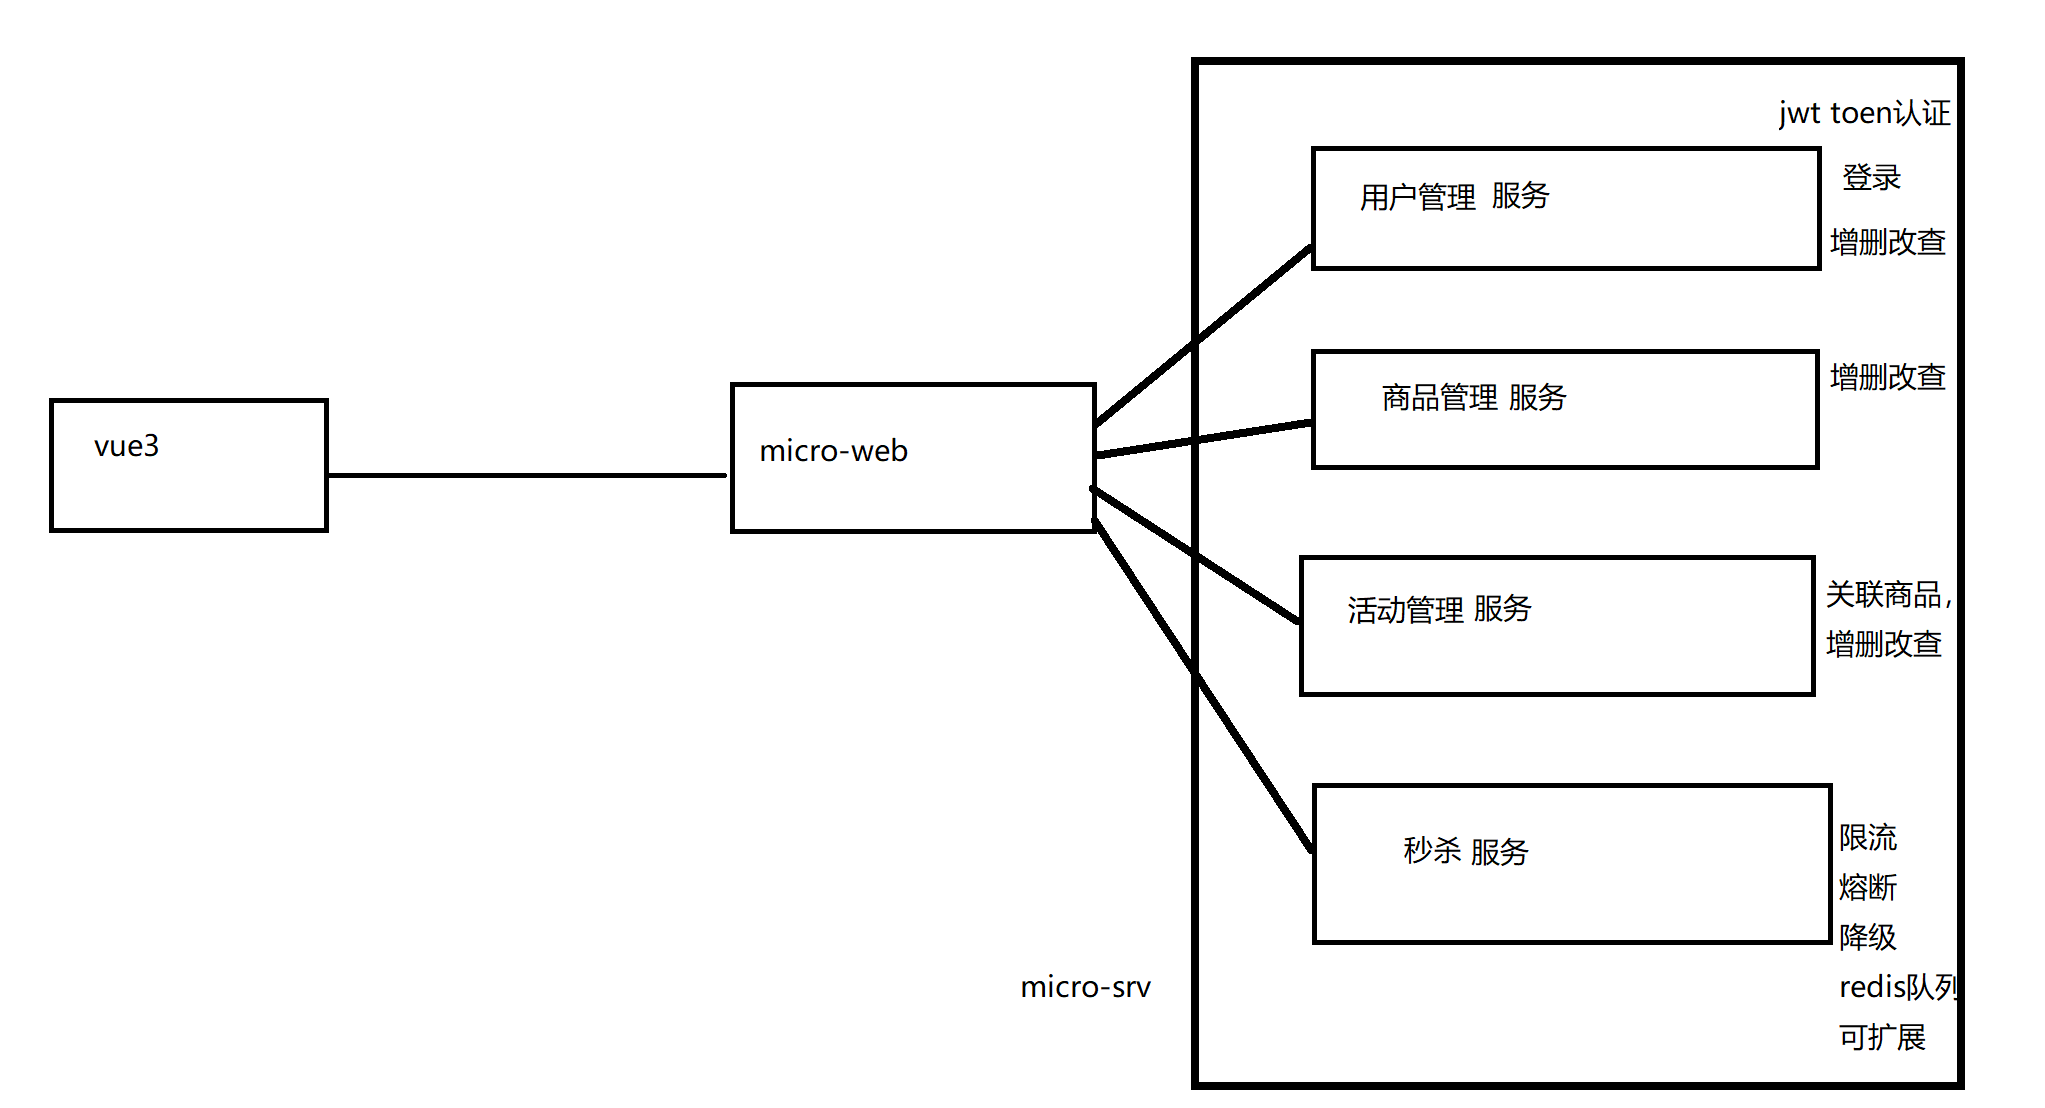 jwt toen认证
用户管理 服务
登录
增删改查
商品管理 服务
增删改查
vue3
micro-web
活动管理 服务
关联商品，
增删改查
秒杀 服务
限流
熔断
降级
micro-srv
redis队列
可扩展